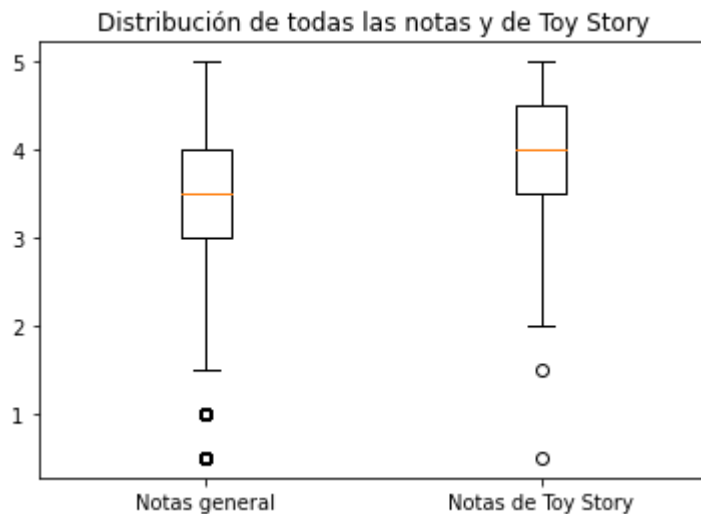 Distribución de todas las notas y de Toy Story
5
4
3
2
1
Notas general
Notas de Toy Story